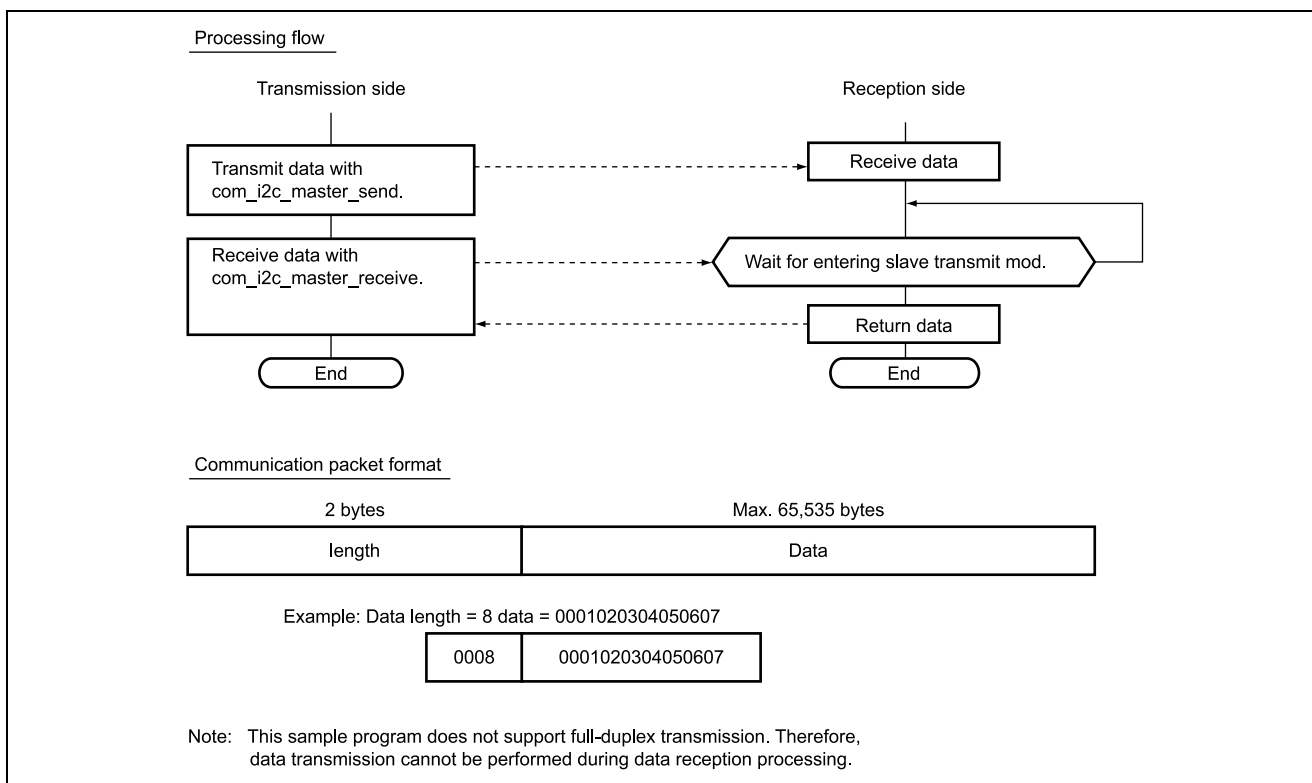 Processing flow
Transmission side
Reception side
Transmit data with
com_i2c_master_send.
Receive data
Receive data with
com_i2c_master_receive.
Wait for entering slave transmit mod.
Return data
End
End
Communication packet format
2 bytes
Max. 65,535 bytes
length
Data
Example: Data length = 8 data = 0001020304050607
0008
0001020304050607
Note: This sample program does not support full-duplex transmission. Therefore,
data transmission cannot be performed during data reception processing.